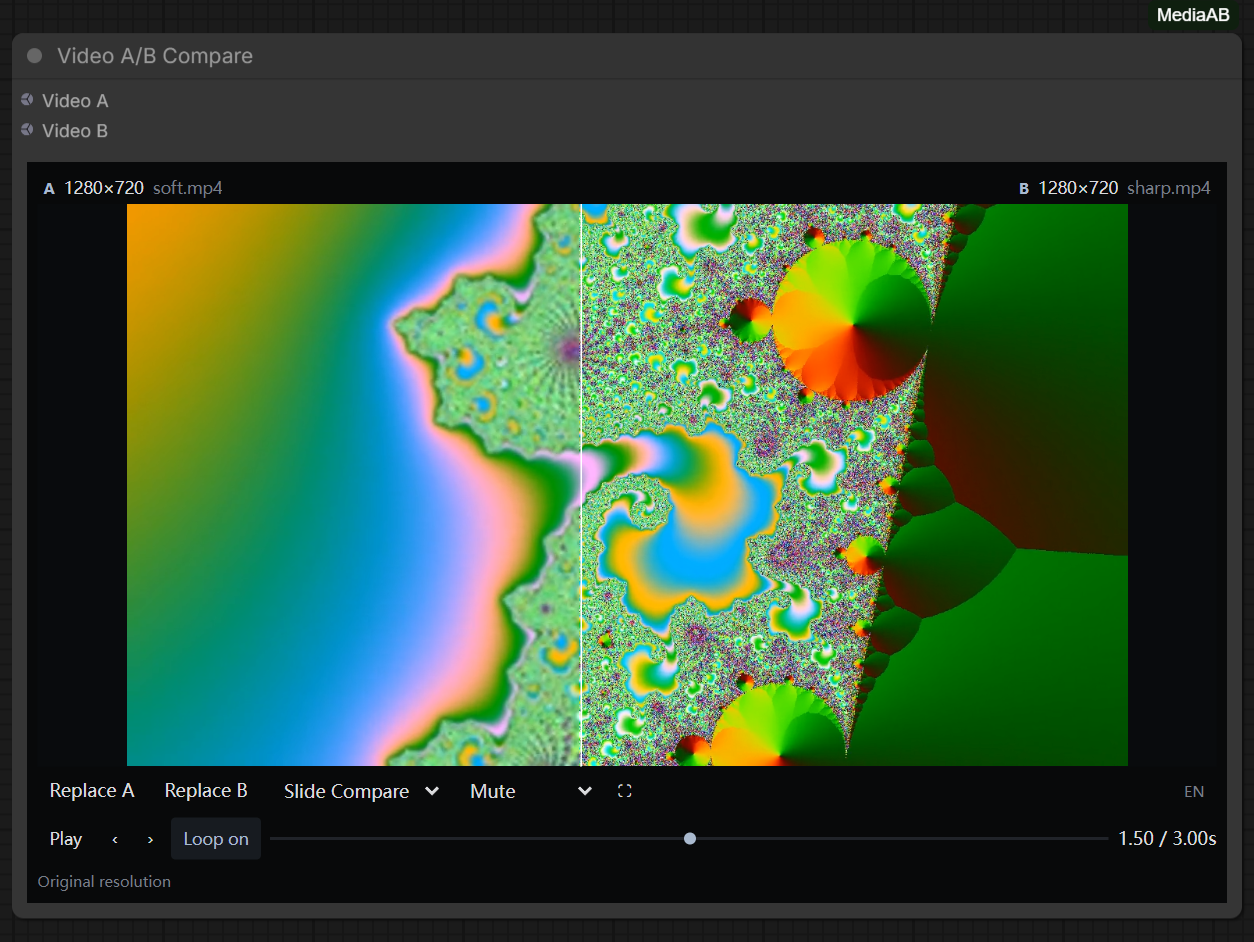 MediaAB
Video A/B Compare
Video A
Video B
A 1280×720 soft.mp4
B 1280×720 sharp.mp4
Replace A
Replace B
Slide Compare
Mute
EN
Play ‹ › Loop on 1.50 / 3.00s
Original resolution